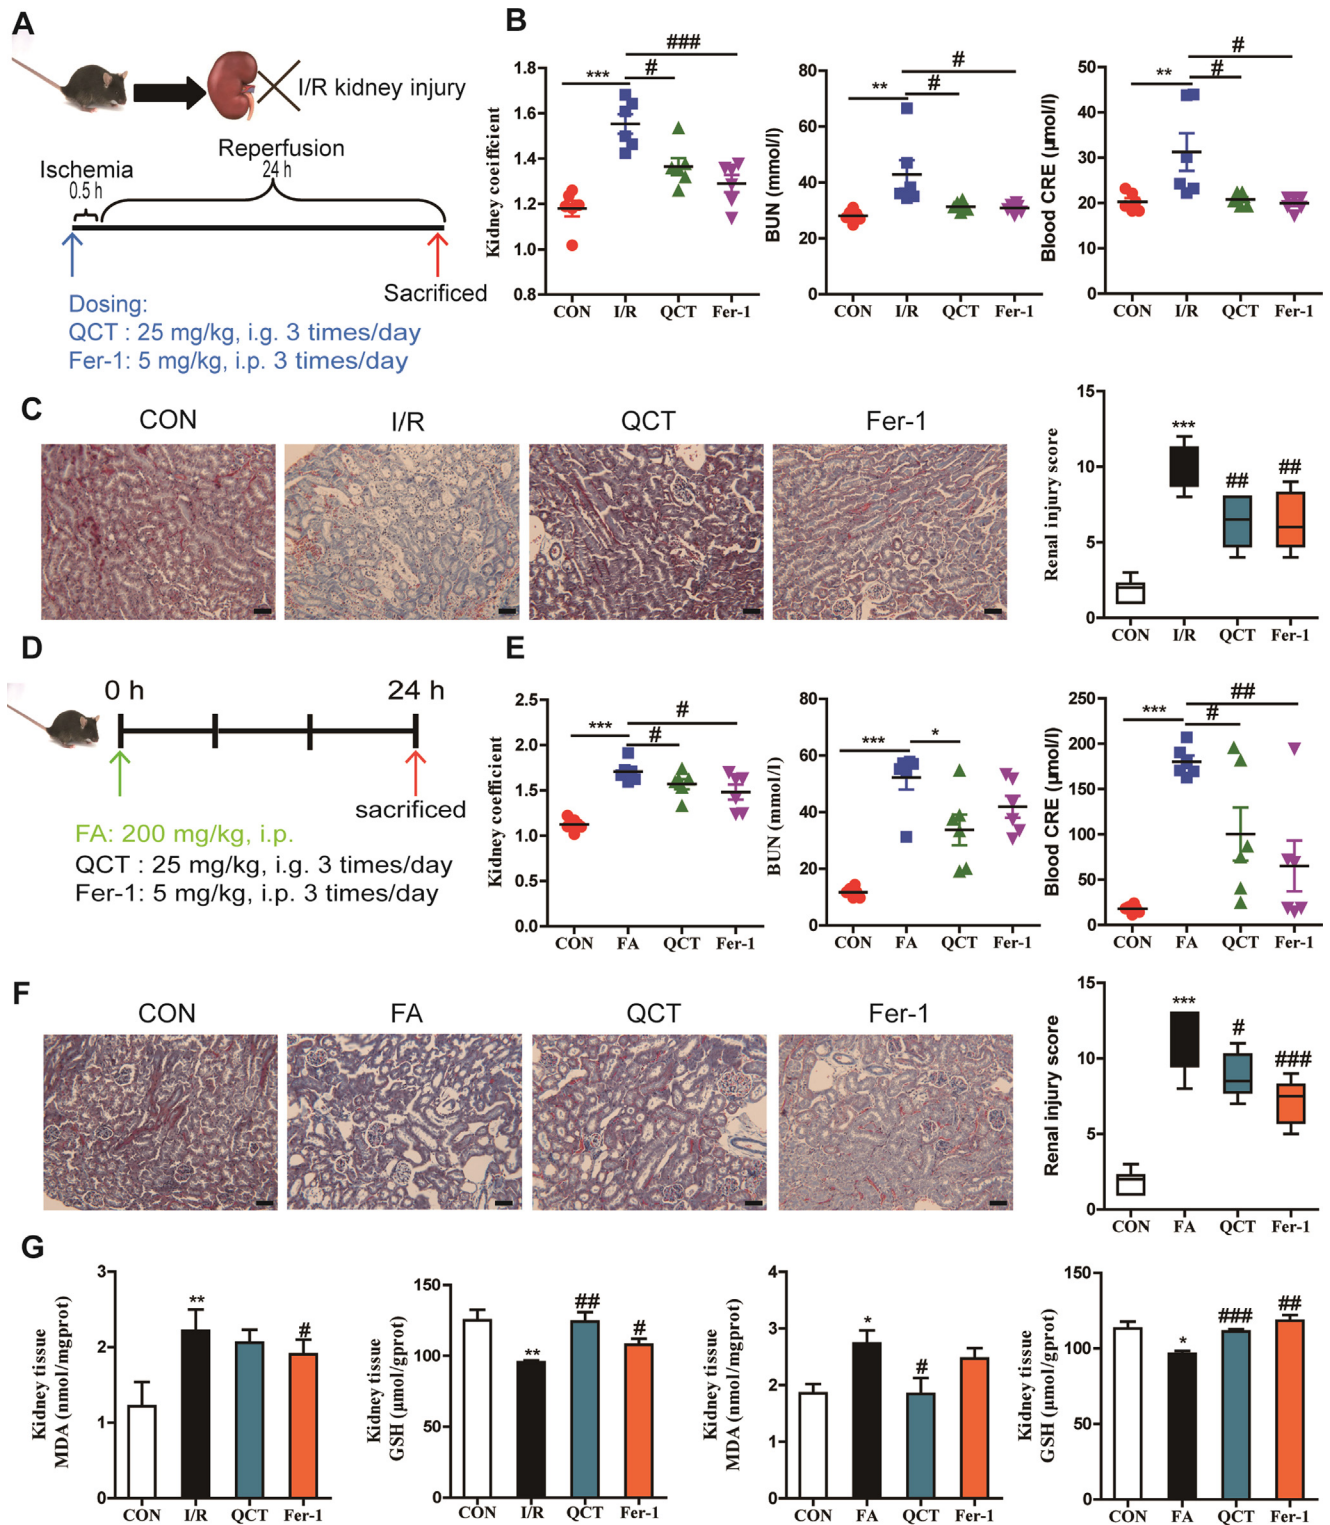 A
I/R kidney injury
Reperfusion
24 h
Ischemia
0.5 h
Sacrificed
Dosing:
QCT : 25 mg/kg, i.g. 3 times/day
Fer-1: 5 mg/kg, i.p. 3 times/day
B
Kidney coeifficient
1.8
1.6
1.4
1.2
1.0
0.8
***
#
###
CON
I/R
QCT
Fer-1
BUN (mmol/l)
80
60
40
20
0
**
#
#
CON
I/R
QCT
Fer-1
Blood CRE (μmol/l)
50
40
30
20
10
0
**
#
#
CON
I/R
QCT
Fer-1
C
CON
I/R
QCT
Fer-1
Renal injury score
15
10
5
0
***
##
##
CON
I/R
QCT
Fer-1
D
0 h
24 h
sacrificed
FA: 200 mg/kg, i.p.
QCT : 25 mg/kg, i.g. 3 times/day
Fer-1: 5 mg/kg, i.p. 3 times/day
E
Kidney coefficient
2.5
2.0
1.5
1.0
0.0
***
#
#
CON
FA
QCT
Fer-1
BUN (mmol/l)
80
60
40
20
0
***
*
CON
FA
QCT
Fer-1
Blood CRE (μmol/l)
250
200
150
100
50
0
***
#
##
CON
FA
QCT
Fer-1
F
CON
FA
QCT
Fer-1
Renal injury score
15
10
5
0
***
#
###
CON
FA
QCT
Fer-1
G
Kidney tissue
MDA (nmol/mgprot)
3
2
1
0
**
#
CON
I/R
QCT
Fer-1
Kidney tissue
GSH (μmol/gprot)
150
100
50
0
**
##
#
CON
I/R
QCT
Fer-1
Kidney tissue
MDA (nmol/mgprot)
4
3
2
1
0
*
#
CON
FA
QCT
Fer-1
Kidney tissue
GSH (μmol/gprot)
150
100
50
0
*
###
##
CON
FA
QCT
Fer-1